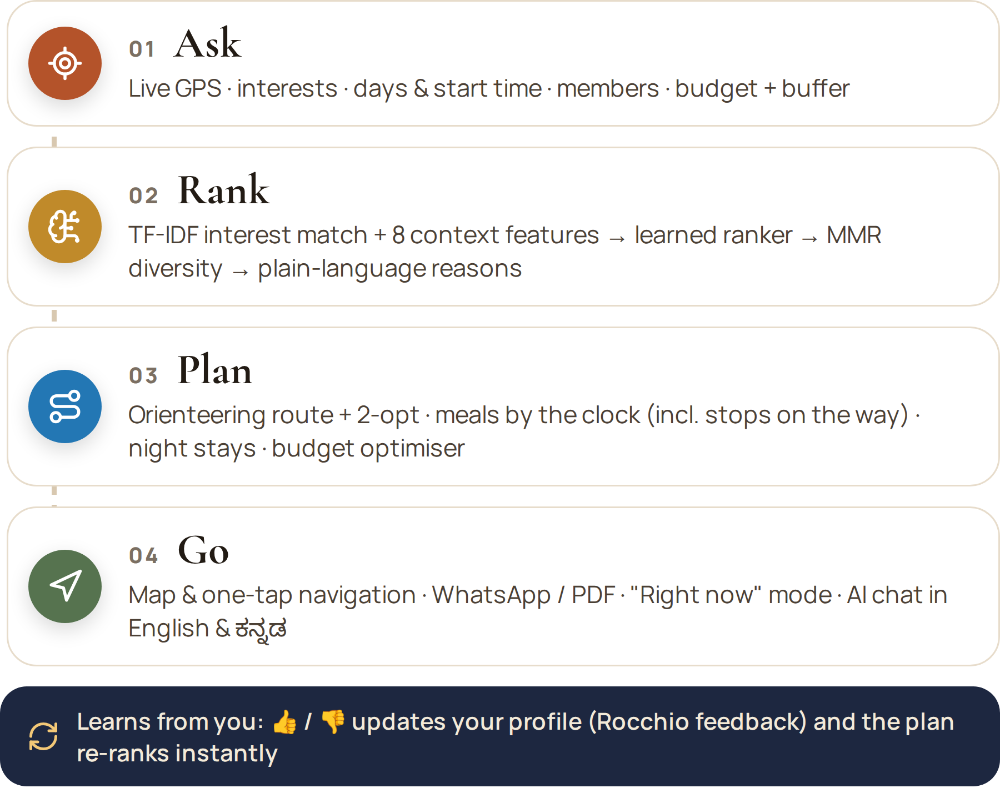 01 Ask
Live GPS · interests · days & start time · members · budget + buffer
02 Rank
TF-IDF interest match + 8 context features → learned ranker → MMR
diversity → plain-language reasons
03 Plan
Orienteering route + 2-opt · meals by the clock (incl. stops on the way) ·
night stays · budget optimiser
04 Go
Map & one-tap navigation · WhatsApp / PDF · "Right now" mode · AI chat in
English & ಕನ್ನಡ
Learns from you: 👍 / 👎 updates your profile (Rocchio feedback) and the plan
re-ranks instantly